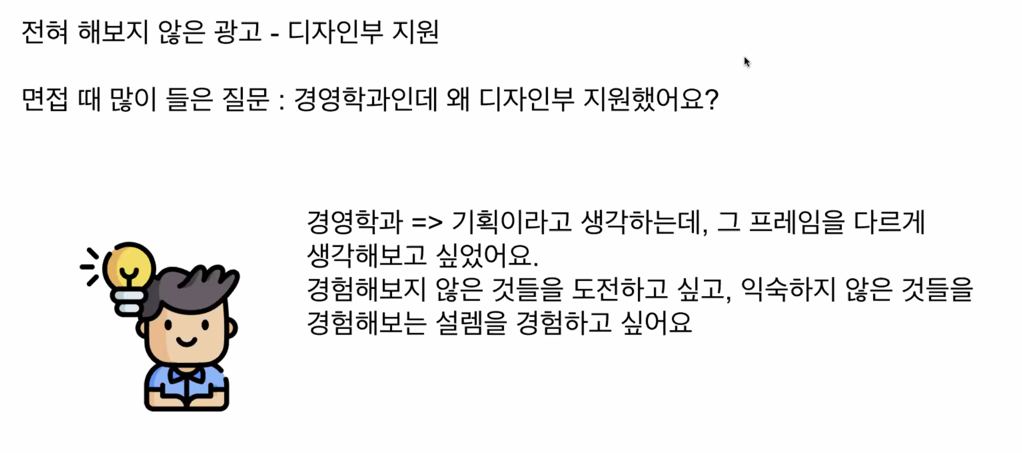 전혀 해보지 않은 광고 - 디자인부 지원
면접 때 많이 들은 질문 : 경영학과인데 왜 디자인부 지원했어요?
경영학과 => 기획이라고 생각하는데, 그 프레임을 다르게
생각해보고 싶었어요.
경험해보지 않은 것들을 도전하고 싶고, 익숙하지 않은 것들을
경험해보는 설렘을 경험하고 싶어요